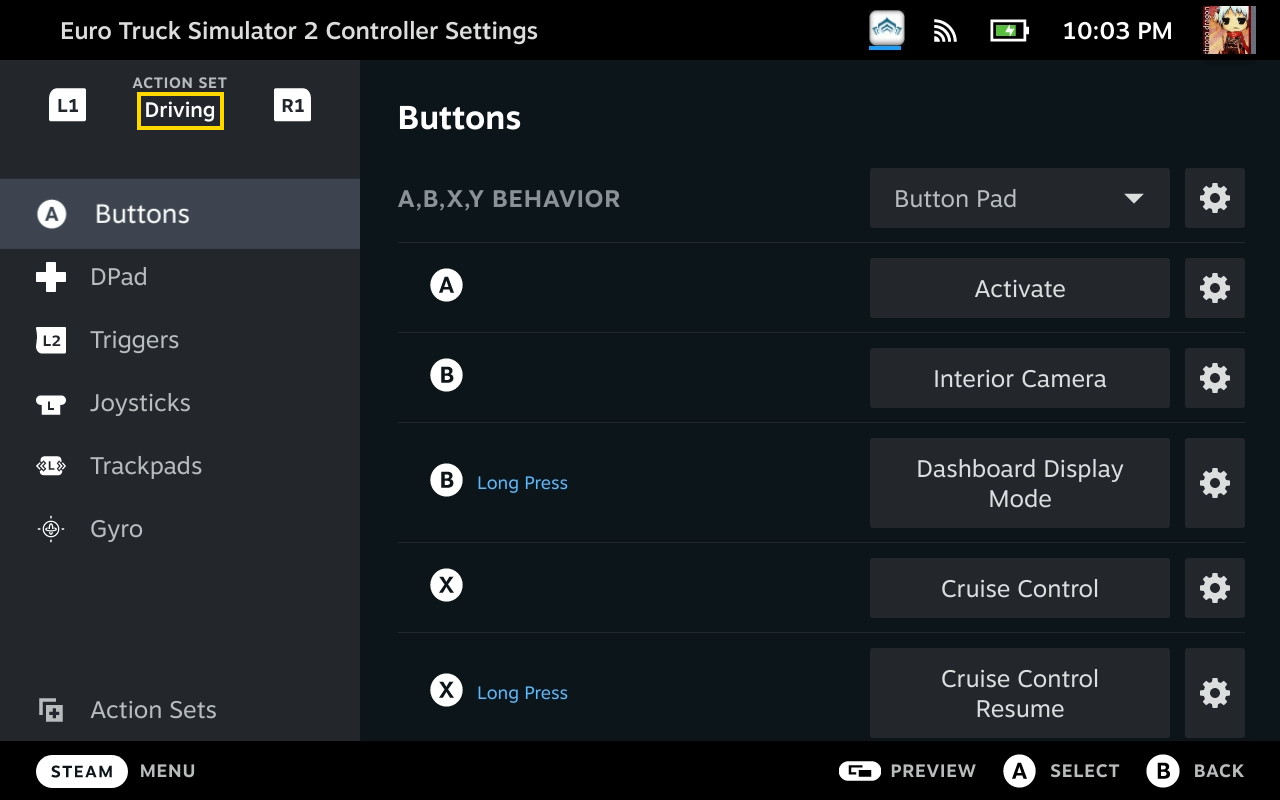 Euro Truck Simulator 2 Controller Settings
10:03 PM
L1
ACTION SET
Driving
R1
A
Buttons
DPad
L2
Triggers
L
Joysticks
L
Trackpads
Gyro
Action Sets
Buttons
A,B,X,Y BEHAVIOR
Button Pad
A
Activate
B
Interior Camera
B
Long Press
Dashboard Display
Mode
X
Cruise Control
X
Long Press
Cruise Control
Resume
STEAM
MENU
PREVIEW
A
SELECT
B
BACK